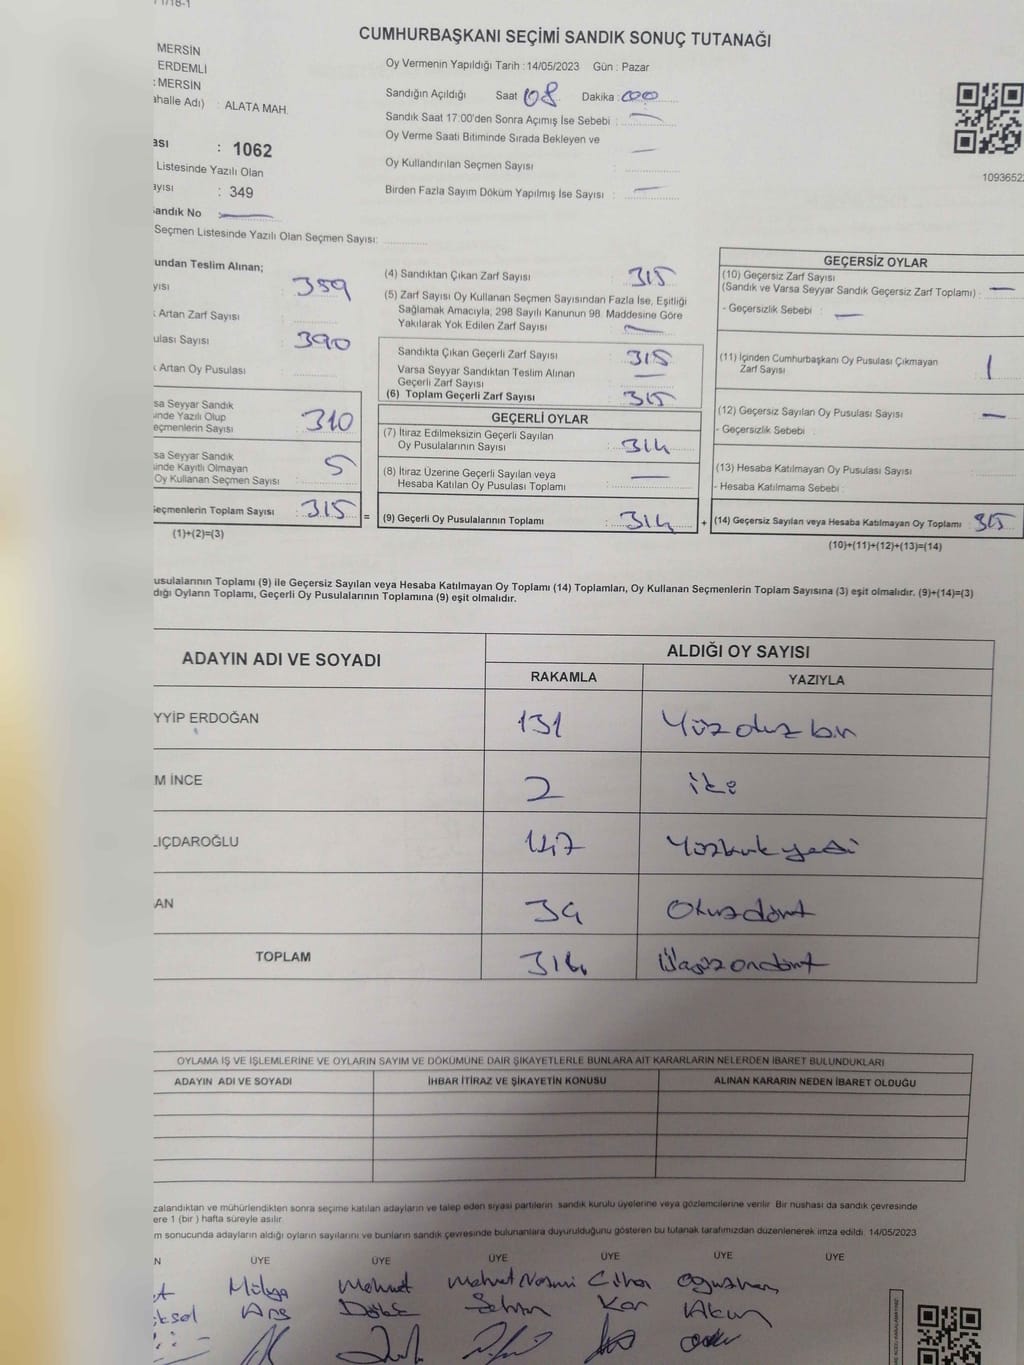 CUMHURBAŞKANI SEÇİMİ SANDIK SONUÇ TUTANAĞI
MERSİN
ERDEMLİ
: MERSİN
ahalle Adı) : ALATA MAH.
ası : 1062
Listesinde Yazılı Olan
ayısı : 349
andık No
Seçmen Listesinde Yazılı Olan Seçmen Sayısı:
Oy Vermenin Yapıldığı Tarih : 14/05/2023 Gün : Pazar
Sandığın Açıldığı Saat 08 Dakika : 00
Sandık Saat 17:00'den Sonra Açımış İse Sebebi : —
Oy Verme Saati Bitiminde Sırada Bekleyen ve
Oy Kullandırılan Seçmen Sayısı —
Birden Fazla Sayım Döküm Yapılmış İse Sayısı : —
1093652
undan Teslim Alınan;
yısı : 359
Artan Zarf Sayısı :
ulası Sayısı : 390
Artan Oy Pusulası :
sa Seyyar Sandık
inde Yazılı Olup
eçmenlerin Sayısı : 310
sa Seyyar Sandık
inde Kayıtlı Olmayan
Oy Kullanan Seçmen Sayısı : 5
Seçmenlerin Toplam Sayısı : 315 =
(1)+(2)=(3)
(4) Sandıktan Çıkan Zarf Sayısı : 315
(5) Zarf Sayısı Oy Kullanan Seçmen Sayısından Fazla İse, Eşitliği
Sağlamak Amacıyla, 298 Sayılı Kanunun 98. Maddesine Göre
Yakılarak Yok Edilen Zarf Sayısı : —
Sandıkta Çıkan Geçerli Zarf Sayısı : 315
Varsa Seyyar Sandıktan Teslim Alınan
Geçerli Zarf Sayısı : —
(6) Toplam Geçerli Zarf Sayısı : 315
GEÇERLİ OYLAR
(7) İtiraz Edilmeksizin Geçerli Sayılan
Oy Pusulalarının Sayısı : 314
(8) İtiraz Üzerine Geçerli Sayılan veya
Hesaba Katılan Oy Pusulası Toplamı : —
(9) Geçerli Oy Pusulalarının Toplamı : 314 +
GEÇERSİZ OYLAR
(10) Geçersiz Zarf Sayısı
(Sandık ve Varsa Seyyar Sandık Geçersiz Zarf Toplamı) : —
- Geçersizlik Sebebi : —
(11) İçinden Cumhurbaşkanı Oy Pusulası Çıkmayan
Zarf Sayısı : 1
(12) Geçersiz Sayılan Oy Pusulası Sayısı : —
- Geçersizlik Sebebi :
(13) Hesaba Katılmayan Oy Pusulası Sayısı :
- Hesaba Katılmama Sebebi :
(14) Geçersiz Sayılan veya Hesaba Katılmayan Oy Toplamı : 315
(10)+(11)+(12)+(13)=(14)
usulalarının Toplamı (9) ile Geçersiz Sayılan veya Hesaba Katılmayan Oy Toplamı (14) Toplamları, Oy Kullanan Seçmenlerin Toplam Sayısına (3) eşit olmalıdır. (9)+(14)=(3)
dığı Oyların Toplamı, Geçerli Oy Pusulalarının Toplamına (9) eşit olmalıdır.
ADAYIN ADI VE SOYADI ALDIĞI OY SAYISI
RAKAMLA YAZIYLA
YYİP ERDOĞAN 131 Yüz otuz bir
M İNCE 2 iki
LIÇDAROĞLU 147 Yüzkırk yedi
AN 34 Otuzdört
TOPLAM 314 Üçyüz ondört
OYLAMA İŞ VE İŞLEMLERİNE VE OYLARIN SAYIM VE DÖKÜMÜNE DAİR ŞİKAYETLERLE BUNLARA AİT KARARLARIN NELERDEN İBARET BULUNDUKLARI
ADAYIN ADI VE SOYADI İHBAR İTİRAZ VE ŞİKAYETİN KONUSU ALINAN KARARIN NEDEN İBARET OLDUĞU
zalandıktan ve mühürlendikten sonra seçime katılan adayların ve talep eden siyasi partilerin sandık kurulu üyelerine veya gözlemcilerine verilir. Bir nüshası da sandık çevresinde
ere 1 (bir ) hafta süreyle asılır.
m sonucunda adayların aldığı oyların sayılarını ve bunların sandık çevresinde bulunanlara duyurulduğunu gösteren bu tutanak tarafımızdan düzenlenerek imza edildi. 14/05/2023
N ÜYE ÜYE ÜYE ÜYE ÜYE ÜYE
Mehmet Mehmet Cihan Oğuzhan
Kar Akın